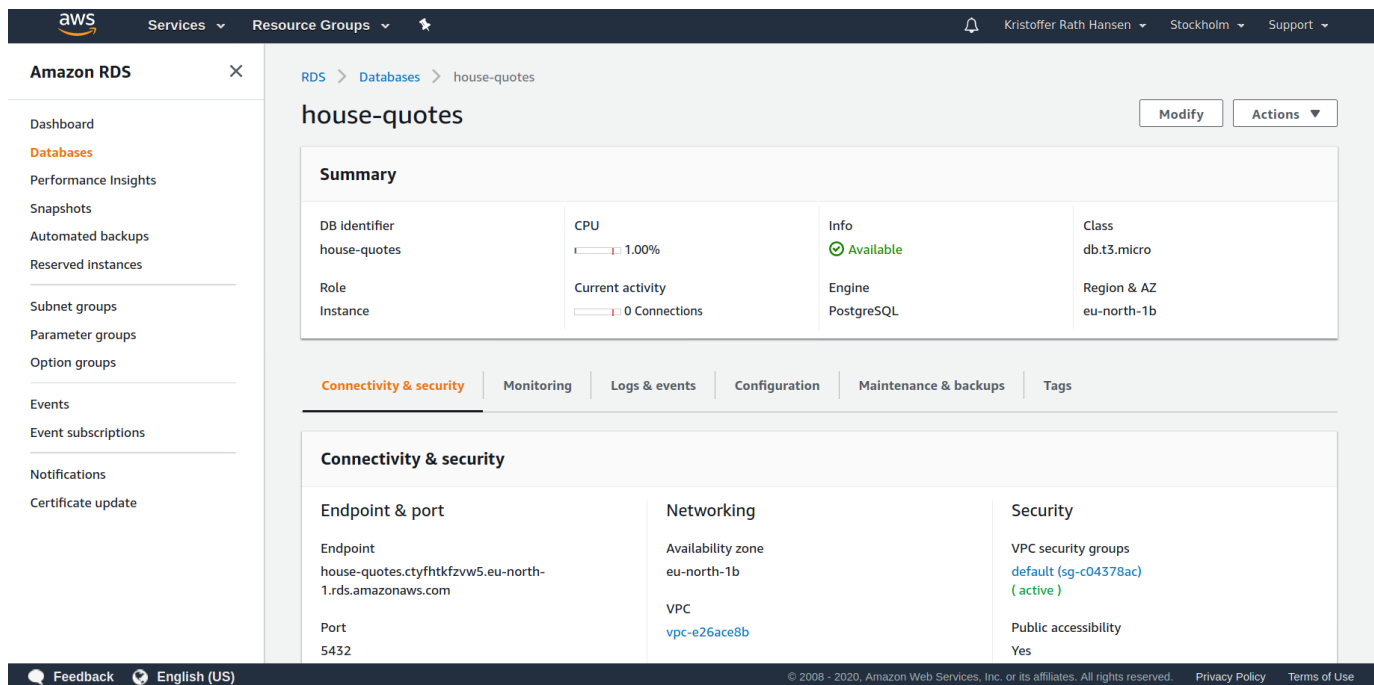 aws Services Resource Groups Kristoffer Rath Hansen Stockholm Support
Amazon RDS
Dashboard
Databases
Performance Insights
Snapshots
Automated backups
Reserved instances
Subnet groups
Parameter groups
Option groups
Events
Event subscriptions
Notifications
Certificate update
RDS > Databases > house-quotes
house-quotes
Modify Actions
Summary
DB identifier
house-quotes
CPU
1.00%
Info
Available
Class
db.t3.micro
Role
Instance
Current activity
0 Connections
Engine
PostgreSQL
Region & AZ
eu-north-1b
Connectivity & security Monitoring Logs & events Configuration Maintenance & backups Tags
Connectivity & security
Endpoint & port
Endpoint
house-quotes.ctyfhtkfzvw5.eu-north-
1.rds.amazonaws.com
Port
5432
Networking
Availability zone
eu-north-1b
VPC
vpc-e26ace8b
Security
VPC security groups
default (sg-c04378ac)
( active )
Public accessibility
Yes
Feedback English (US) © 2008 - 2020, Amazon Web Services, Inc. or its affiliates. All rights reserved. Privacy Policy Terms of Use